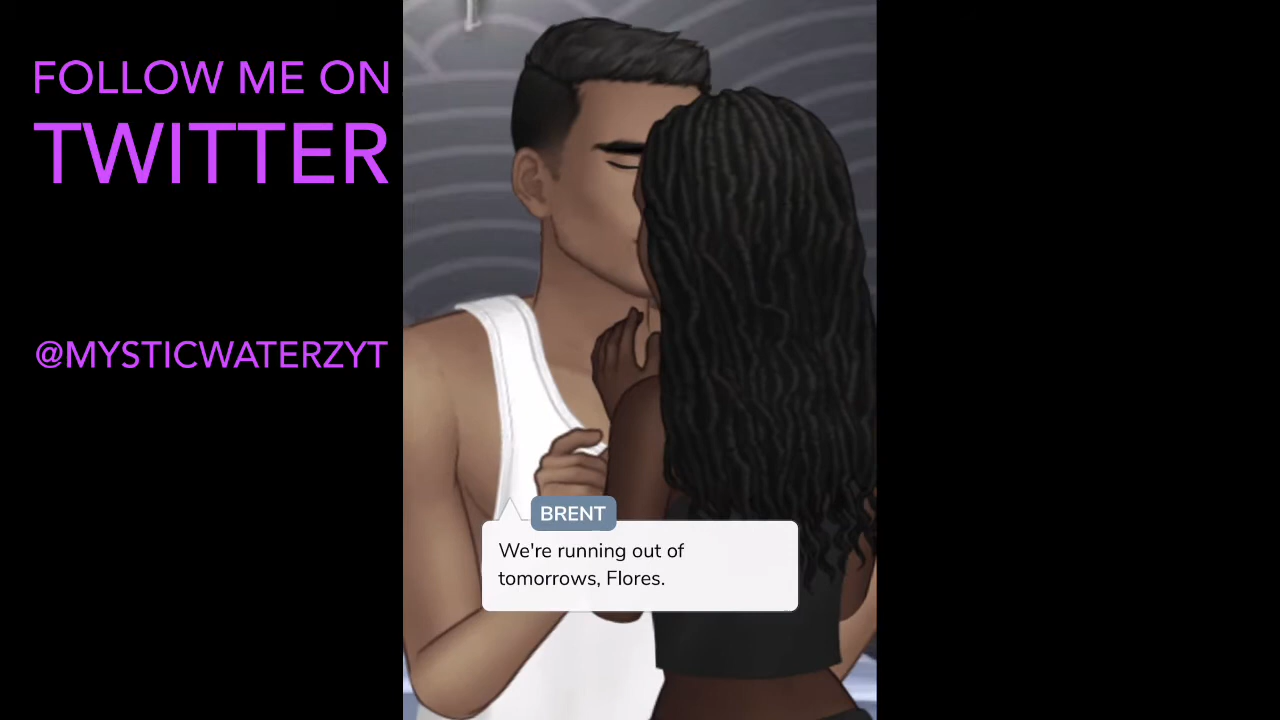 FOLLOW ME ON
TWITTER
@MYSTICWATERZYT
BRENT
We're running out of
tomorrows, Flores.